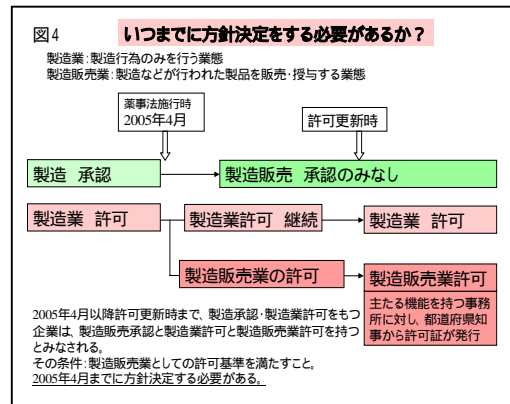 図4
いつまでに方針決定をする必要があるか?
製造業:製造行為のみを行う業態
製造販売業:製造などが行われた製品を販売・授与する業態
薬事法施行時
2005年4月
許可更新時
製造 承認
製造販売 承認のみなし
製造業 許可
製造業許可 継続
製造業 許可
製造販売業の許可
製造販売業許可
主たる機能を持つ事務
所に対し、都道府県知
事から許可証が発行
2005年4月以降許可更新時まで、製造承認・製造業許可をもつ
企業は、製造販売承認と製造業許可と製造販売業許可を持つ
とみなされる。
その条件:製造販売業としての許可基準を満たすこと。
2005年4月までに方針決定する必要がある。